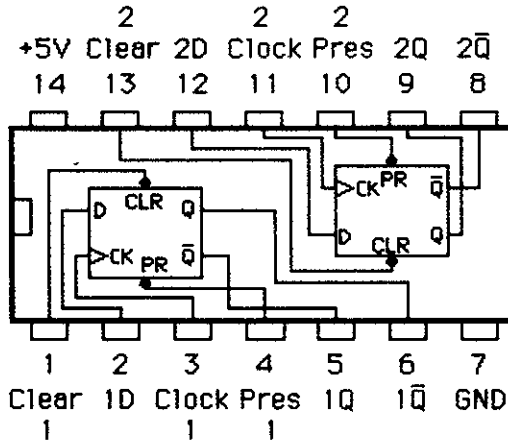 2 2 2
+5V Clear 2D Clock Pres 2Q 2Q̅
14 13 12 11 10 9 8
CLR
D Q
CK Q̅
PR
PR
CK Q̅
D Q
CLR
1 2 3 4 5 6 7
Clear 1D Clock Pres 1Q 1Q̅ GND
1 1 1